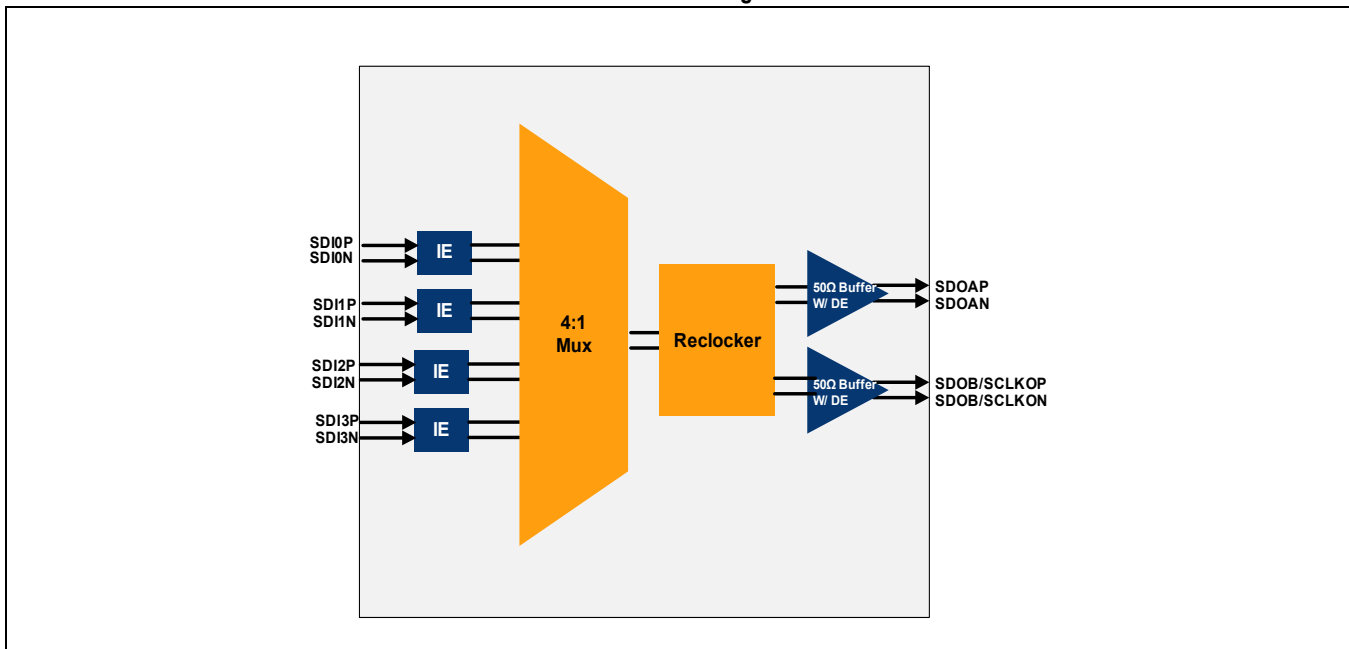 SDI0P
SDI0N
IE
SDI1P
SDI1N
IE
SDI2P
SDI2N
IE
SDI3P
SDI3N
IE
4:1
Mux
Reclocker
50Ω Buffer
W/ DE
SDOAP
SDOAN
50Ω Buffer
W/ DE
SDOB/SCLKOP
SDOB/SCLKON